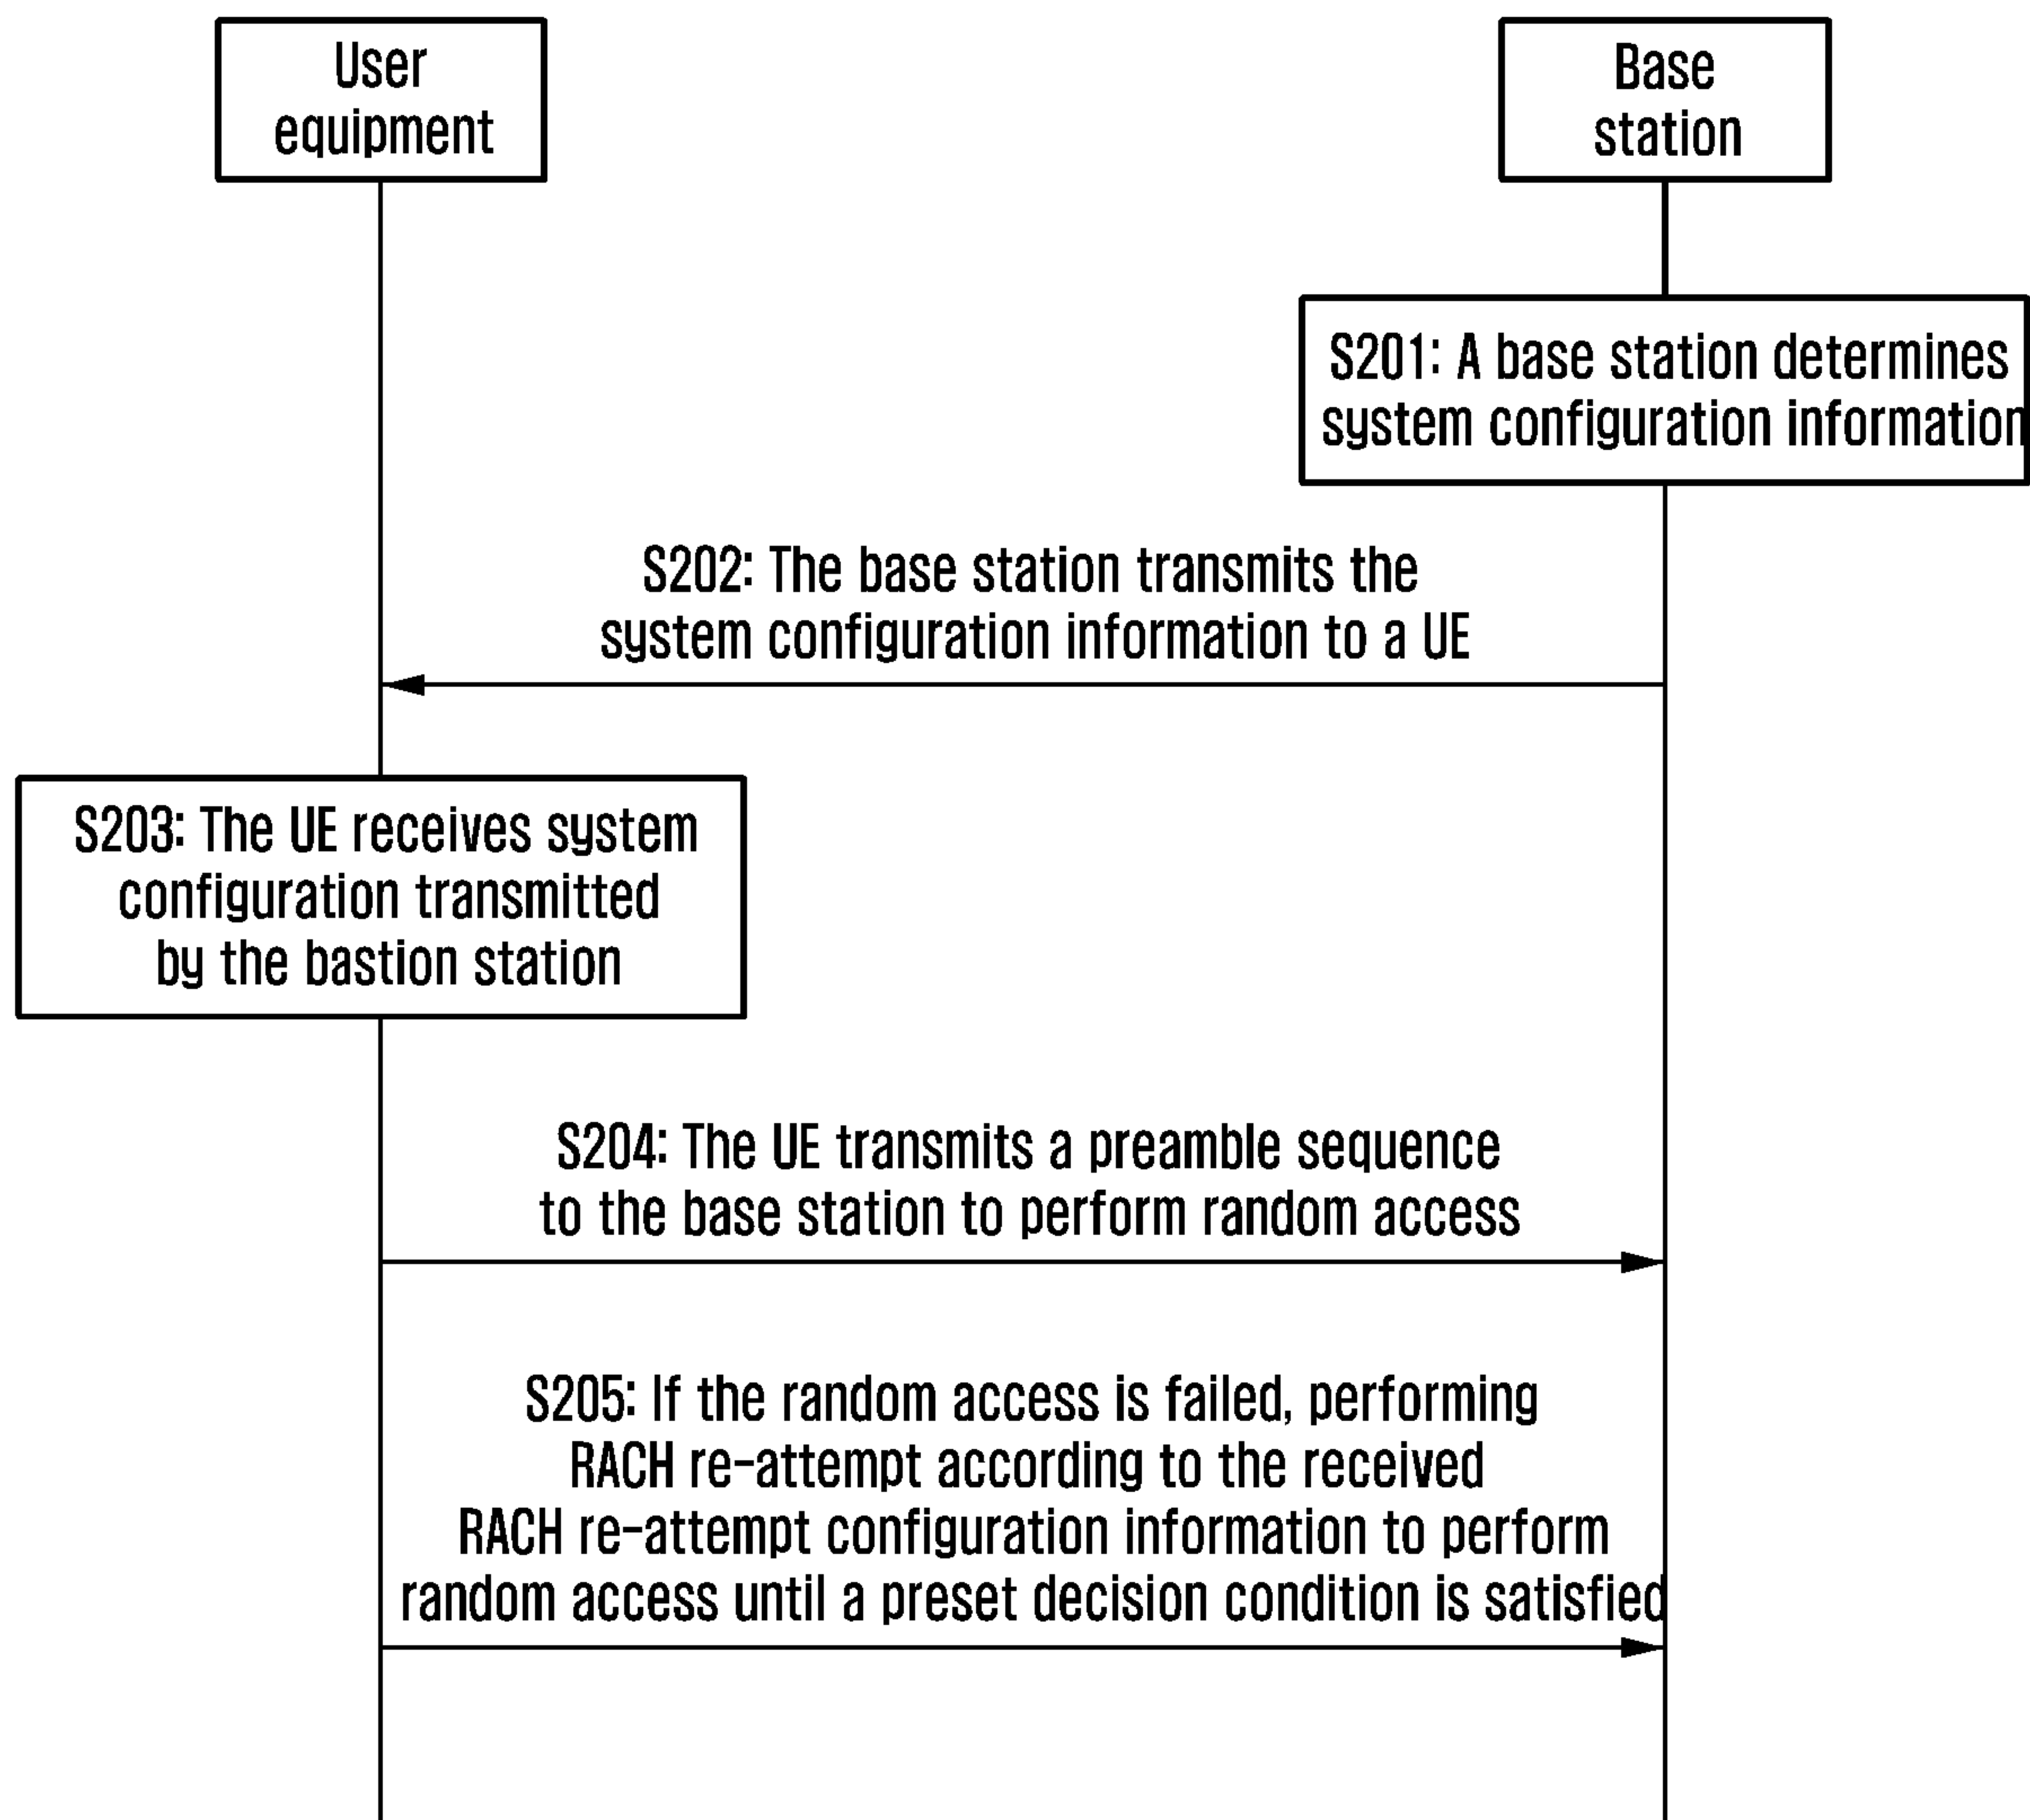 User
equipment
Base
station
S201: A base station determines
system configuration information
S202: The base station transmits the
system configuration information to a UE
S203: The UE receives system
configuration transmitted
by the bastion station
S204: The UE transmits a preamble sequence
to the base station to perform random access
S205: If the random access is failed, performing
RACH re-attempt according to the received
RACH re-attempt configuration information to perform
random access until a preset decision condition is satisfied